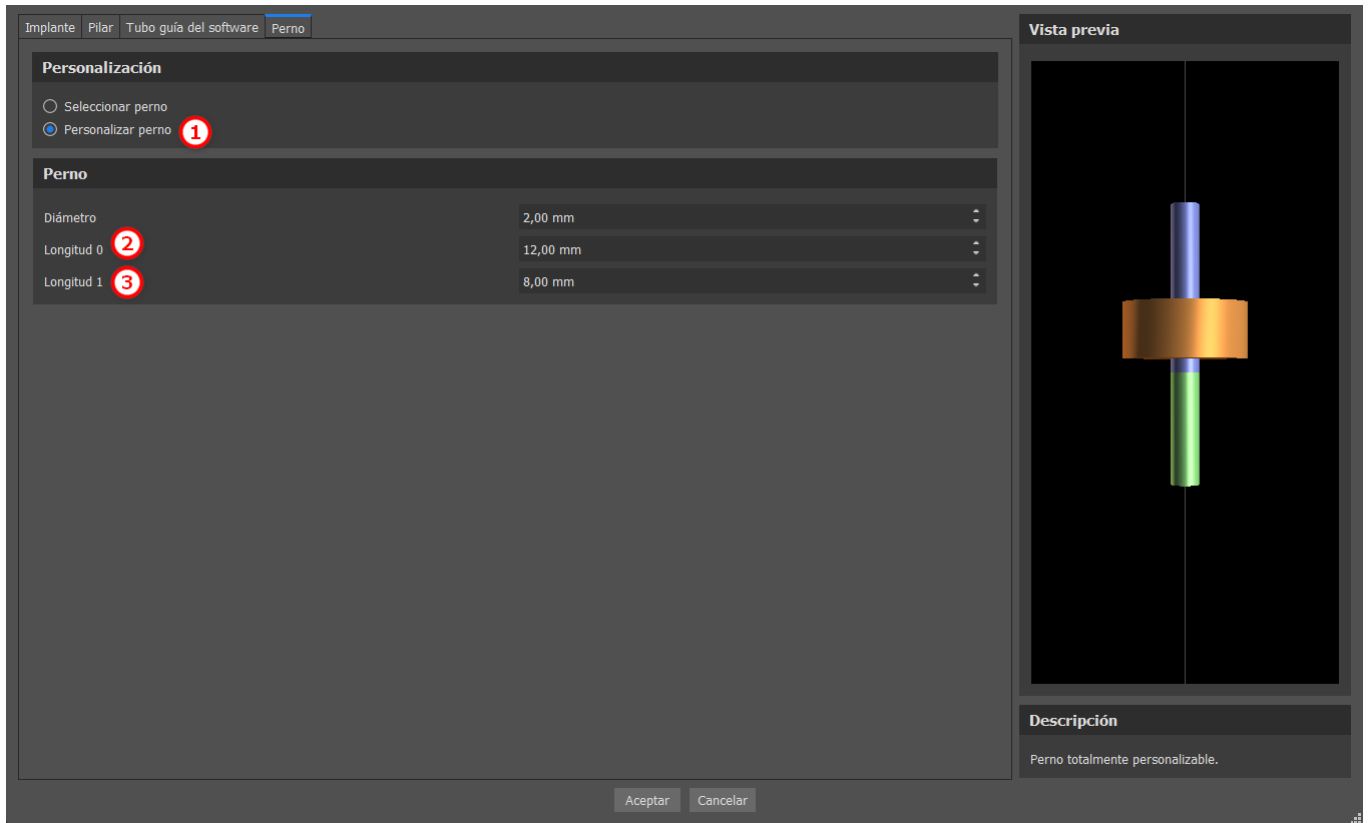 Implante Pilar Tubo guía del software Perno
Personalización
Seleccionar perno
Personalizar perno 1
Perno
Diámetro 2,00 mm
Longitud 0 2 12,00 mm
Longitud 1 3 8,00 mm
Vista previa
Descripción
Perno totalmente personalizable.
Aceptar Cancelar